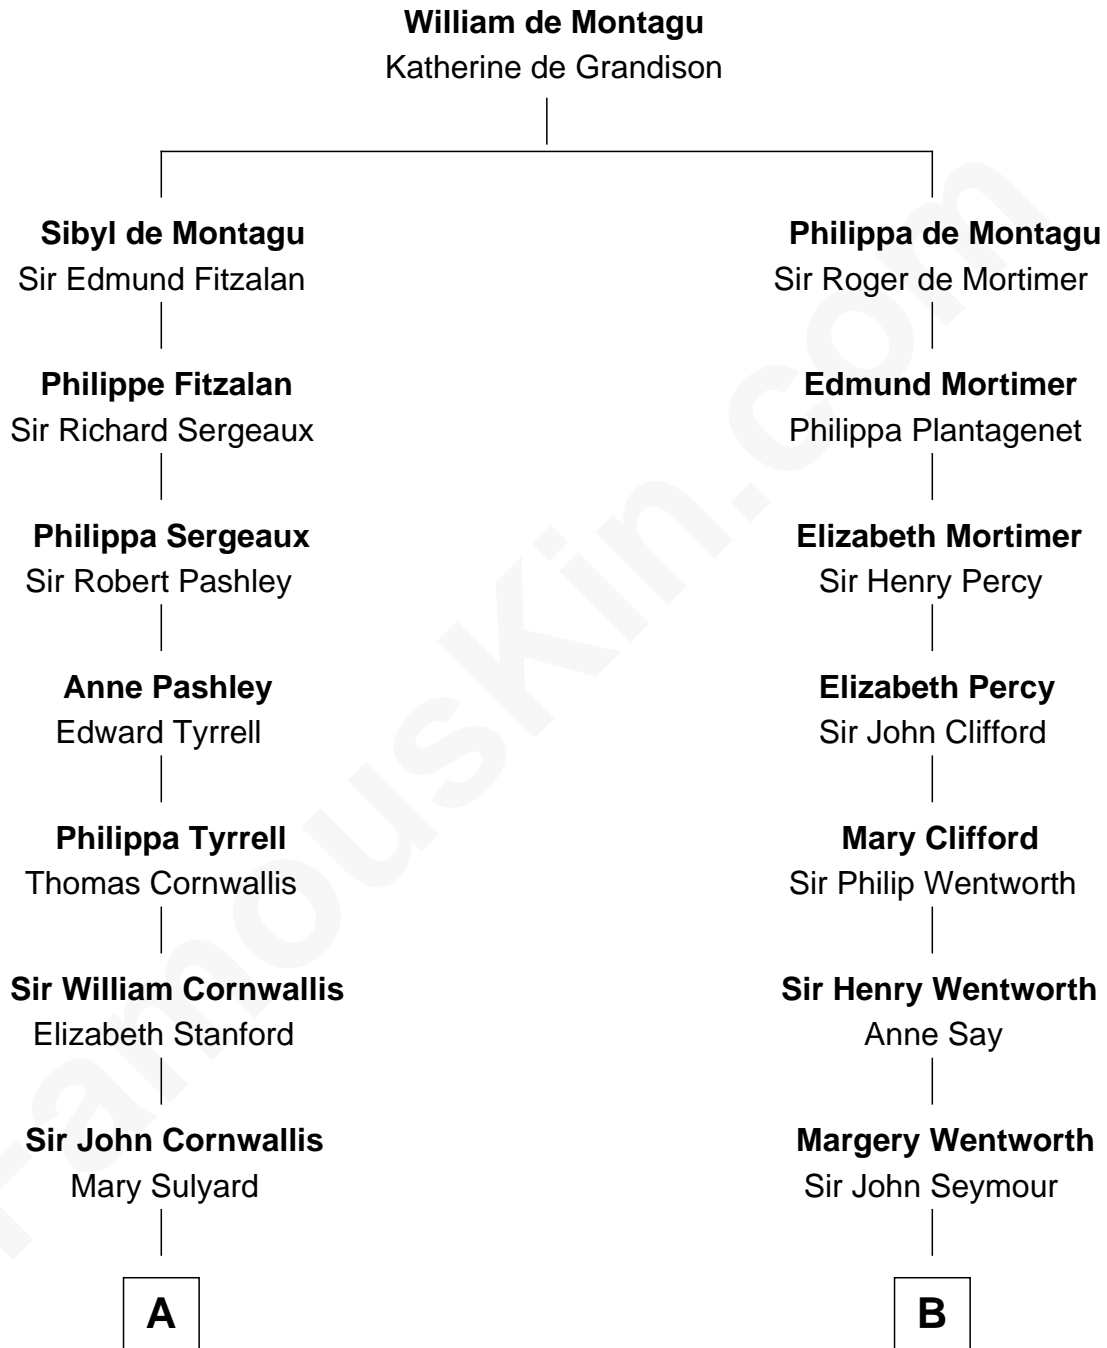 William de Montagu
Katherine de Grandison
Sibyl de Montagu
Sir Edmund Fitzalan
Philippa de Montagu
Sir Roger de Mortimer
Philippe Fitzalan
Sir Richard Sergeaux
Edmund Mortimer
Philippa Plantagenet
Philippa Sergeaux
Sir Robert Pashley
Elizabeth Mortimer
Sir Henry Percy
Anne Pashley
Edward Tyrrell
Elizabeth Percy
Sir John Clifford
Philippa Tyrrell
Thomas Cornwallis
Mary Clifford
Sir Philip Wentworth
Sir William Cornwallis
Elizabeth Stanford
Sir Henry Wentworth
Anne Say
Sir John Cornwallis
Mary Sulyard
Margery Wentworth
Sir John Seymour
A
B
FamousKin.com